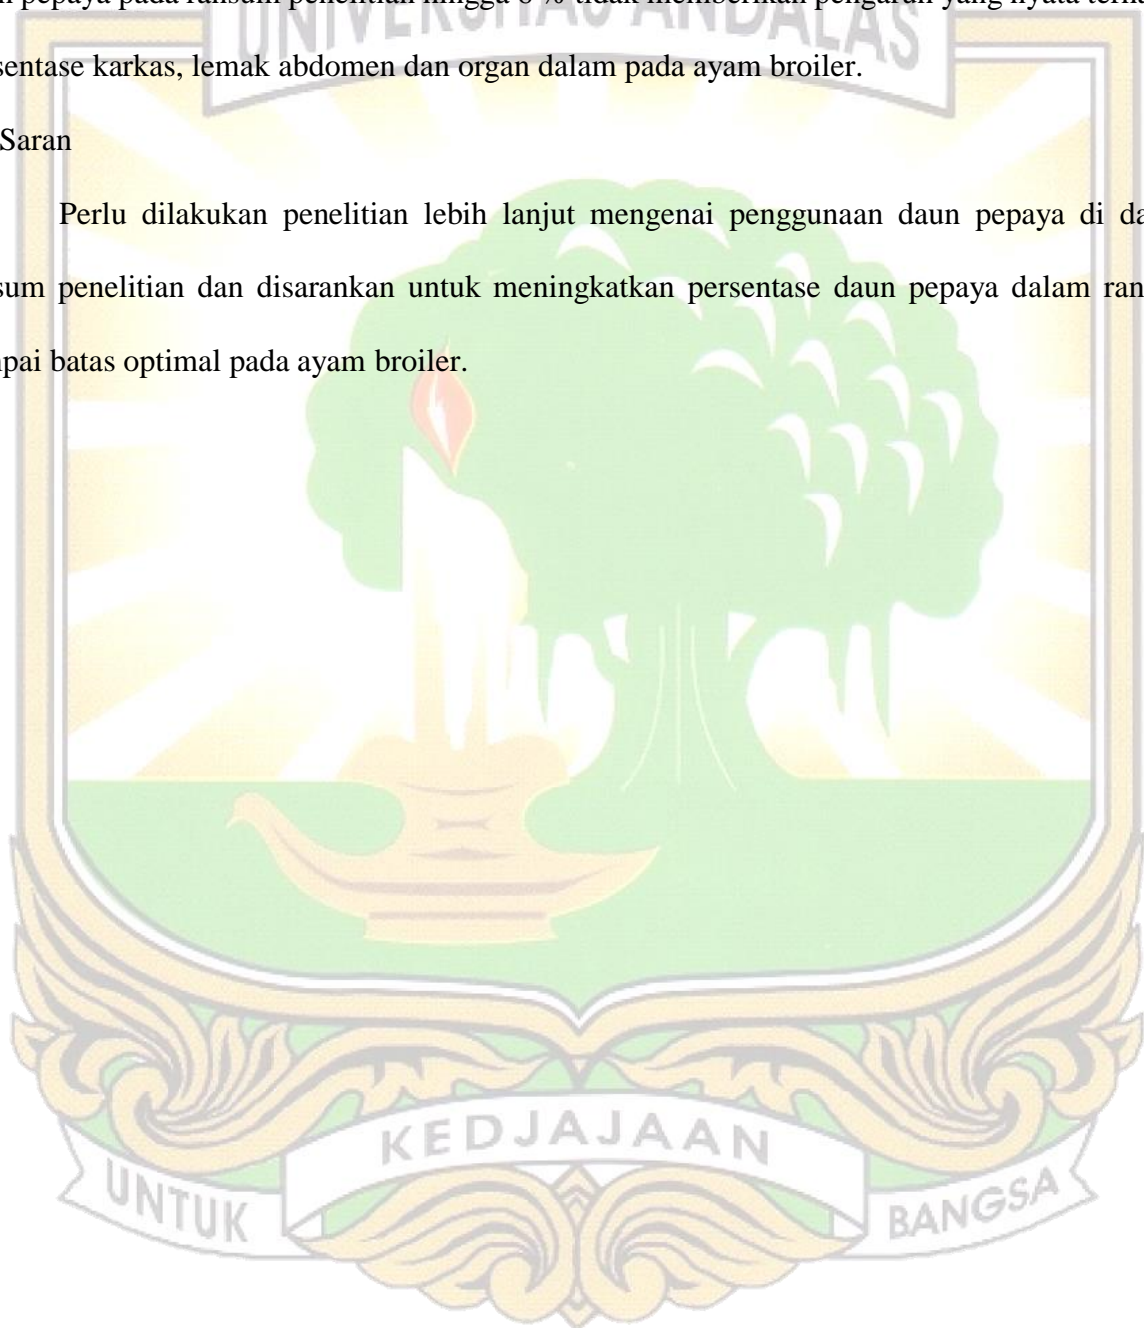 pepaya pada ransum penelitian hingga 6 % tidak memberikan pengaruh yang nyata
UNIVERSITAS ANDALAS
sentase karkas, lemak abdomen dan organ dalam pada ayam broiler.
Saran
Perlu dilakukan penelitian lebih lanjut mengenai penggunaan daun pepaya di da
sum penelitian dan disarankan untuk meningkatkan persentase daun pepaya dalam ran
pai batas optimal pada ayam broiler.
UNTUK KEDJAJAAN BANGSA